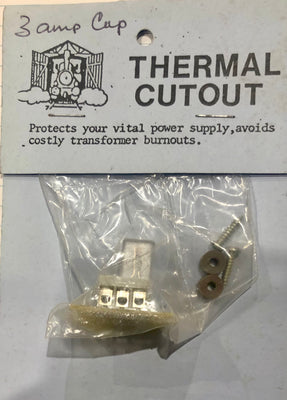 3 amp Cap
THERMAL
CUTOUT
Protects your vital power supply,avoids
costly transformer burnouts.